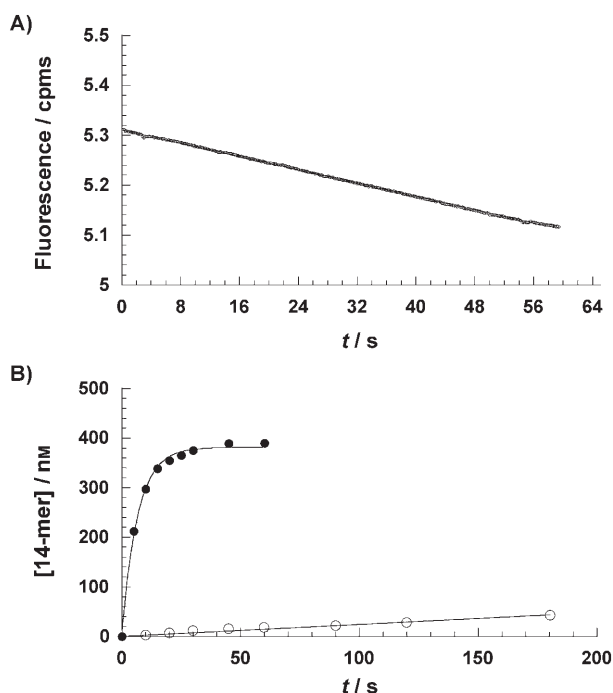 A)
Fluorescence / cpms
5.5
5.4
5.3
5.2
5.1
5
0 8 16 24 32 40 48 56 64
t / s
B)
[14-mer] / nM
500
400
300
200
100
0
0 50 100 150 200
t / s